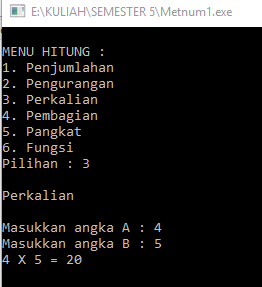 E:\KULIAH\SEMESTER 5\Metnum1.exe
MENU HITUNG :
1. Penjumlahan
2. Pengurangan
3. Perkalian
4. Pembagian
5. Pangkat
6. Fungsi
Pilihan : 3
Perkalian
Masukkan angka A : 4
Masukkan angka B : 5
4 X 5 = 20